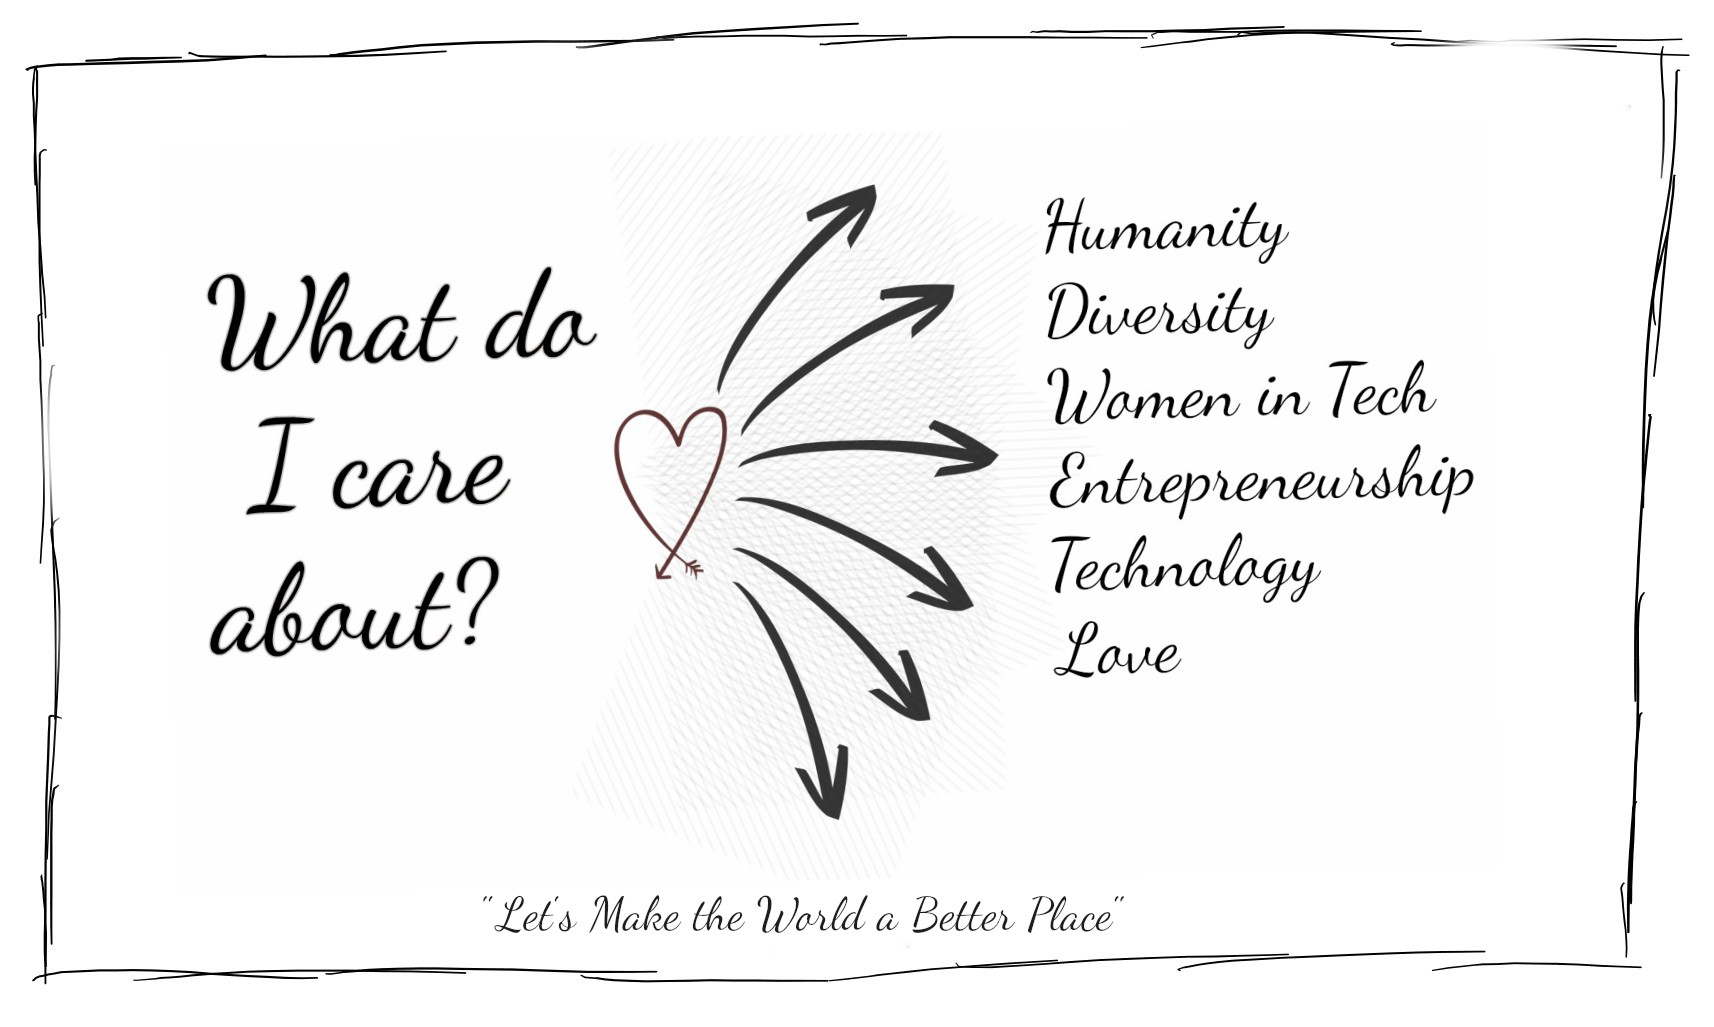 What do
I care
about?
Humanity
Diversity
Women in Tech
Entrepreneurship
Technology
Love
"Let's Make the World a Better Place"